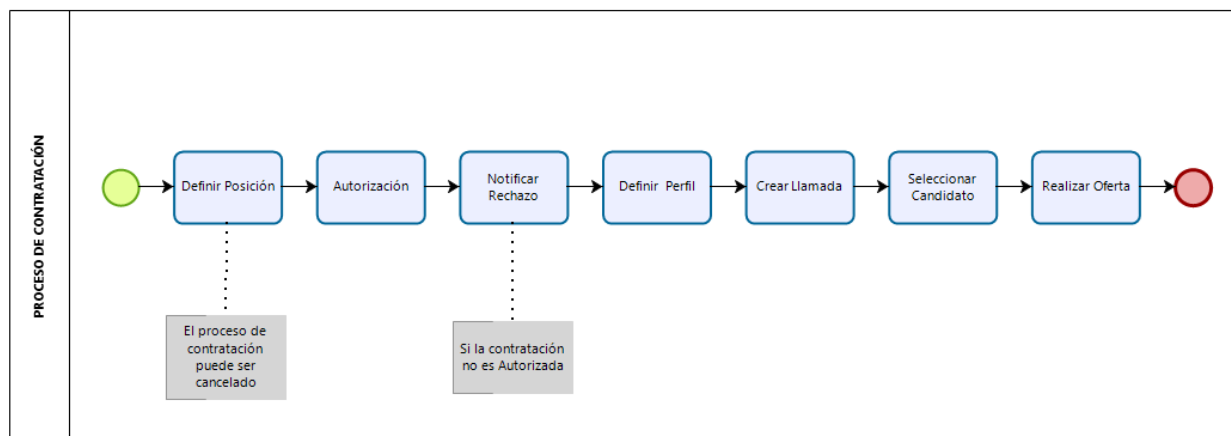 PROCESO DE CONTRATACIÓN
Definir Posición
Autorización
Notificar
Rechazo
Definir Perfil
Crear Llamada
Seleccionar
Candidato
Realizar Oferta
El proceso de
contratación
puede ser
cancelado
Si la contratación
no es Autorizada